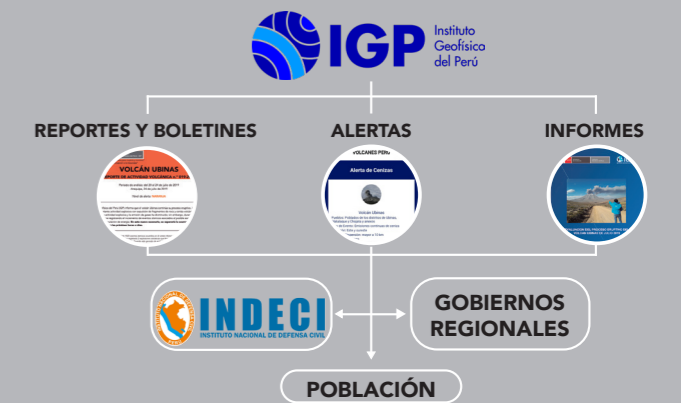 IGP
Instituto
Geofísico
del Perú
REPORTES Y BOLETINES
ALERTAS
INFORMES
VOLCÁN UBINAS
VOLCANES PERÚ
Alerta de Cenizas
Volcán Ubinas
INDECI
INSTITUTO NACIONAL DE DEFENSA CIVIL
GOBIERNOS
REGIONALES
POBLACIÓN